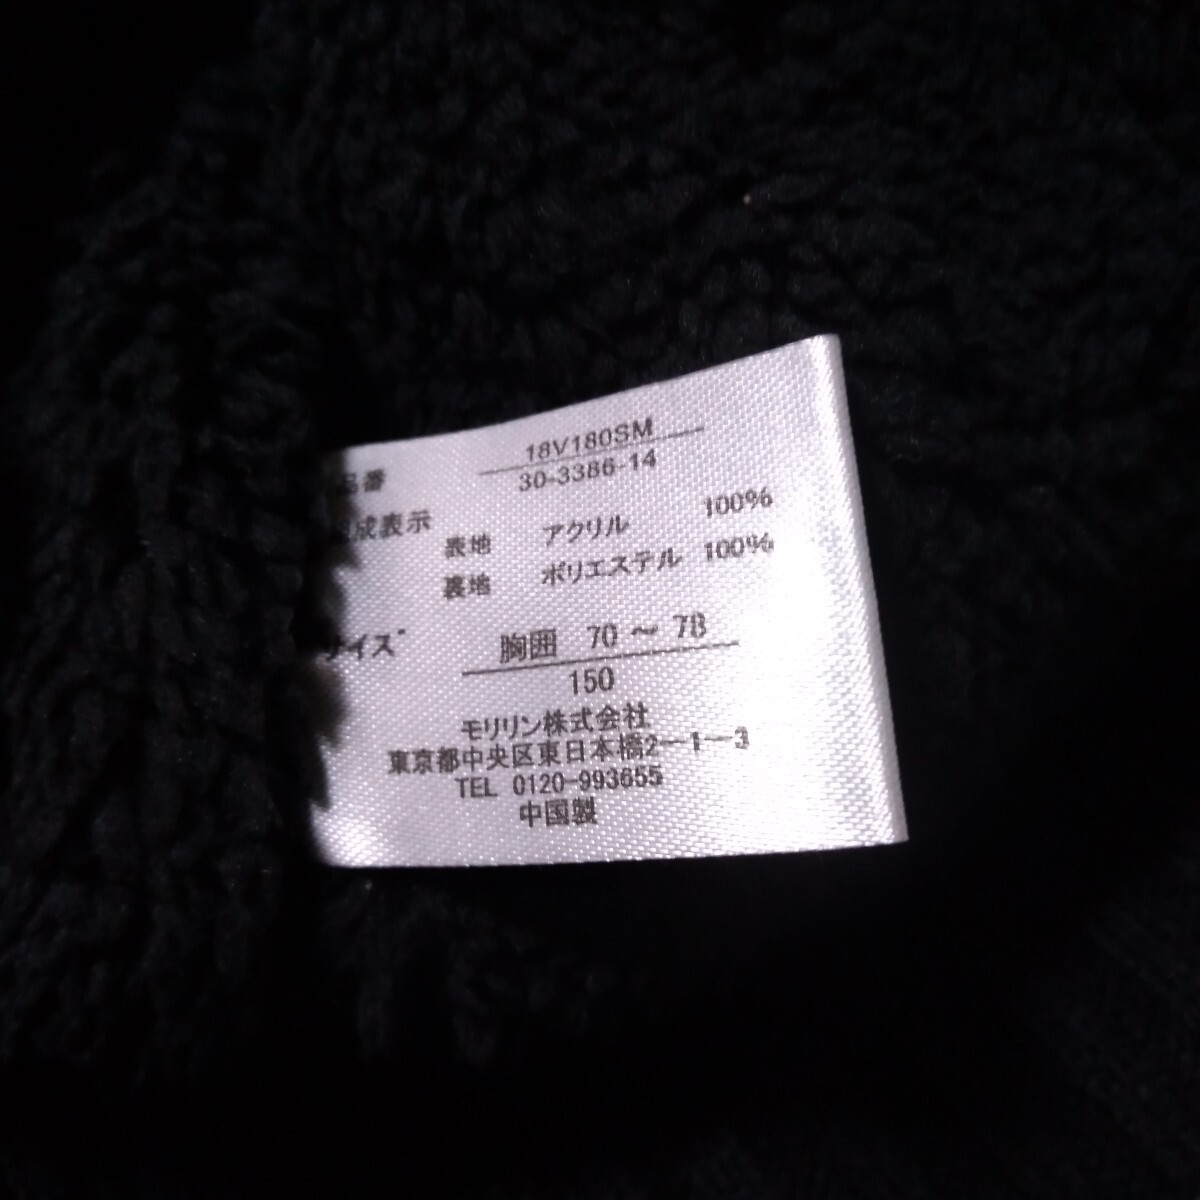 品番 18V180SM
30-3386-14
組成表示
表地 アクリル 100%
裏地 ポリエステル 100%
サイズ 胸囲 70～78
150
モリリン株式会社
東京都中央区東日本橋2-1-3
TEL 0120-993655
中国製